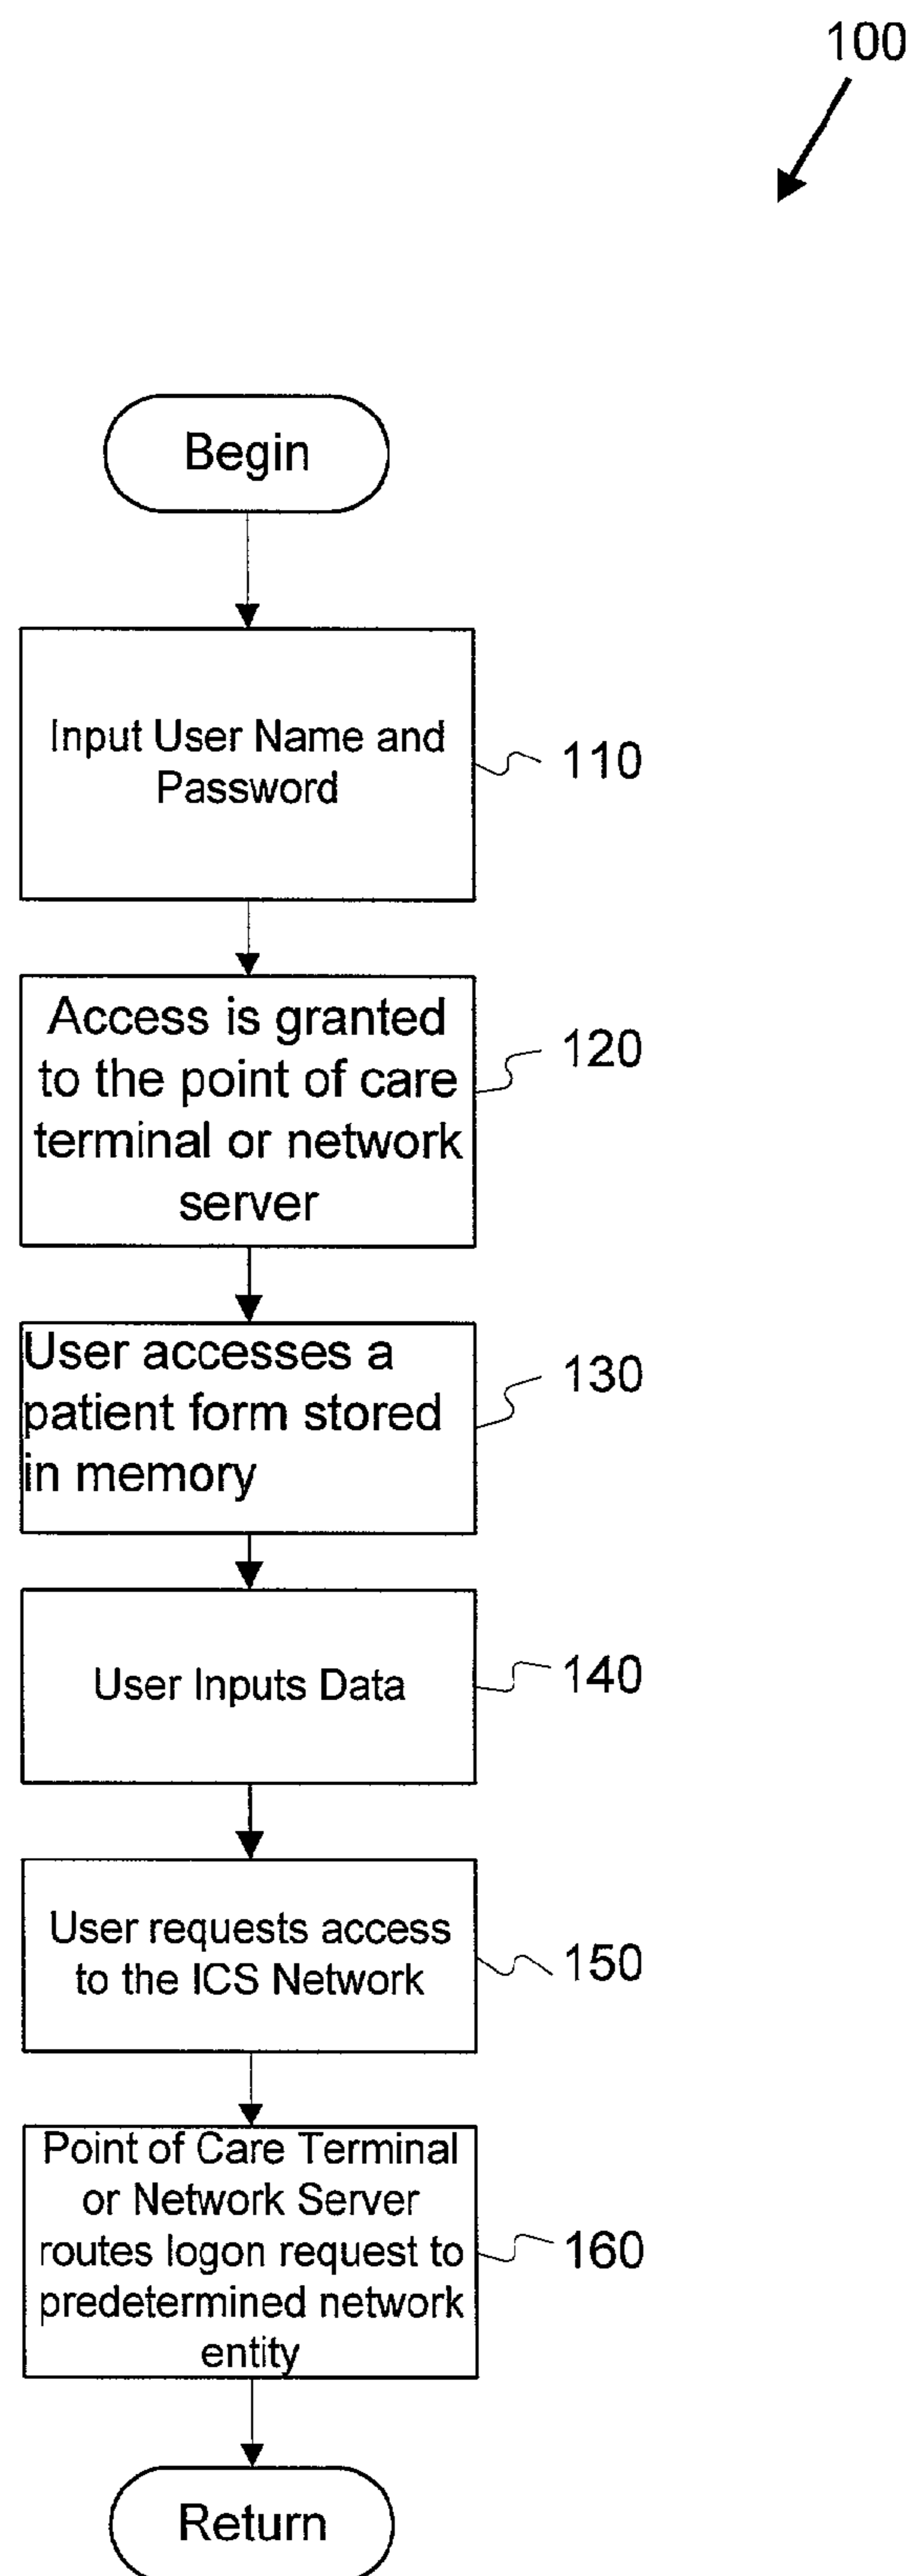 100
Begin
Input User Name and
Password
110
Access is granted
to the point of care
terminal or network
server
120
User accesses a
patient form stored
in memory
130
User Inputs Data
140
User requests access
to the ICS Network
150
Point of Care Terminal
or Network Server
routes logon request to
predetermined network
entity
160
Return